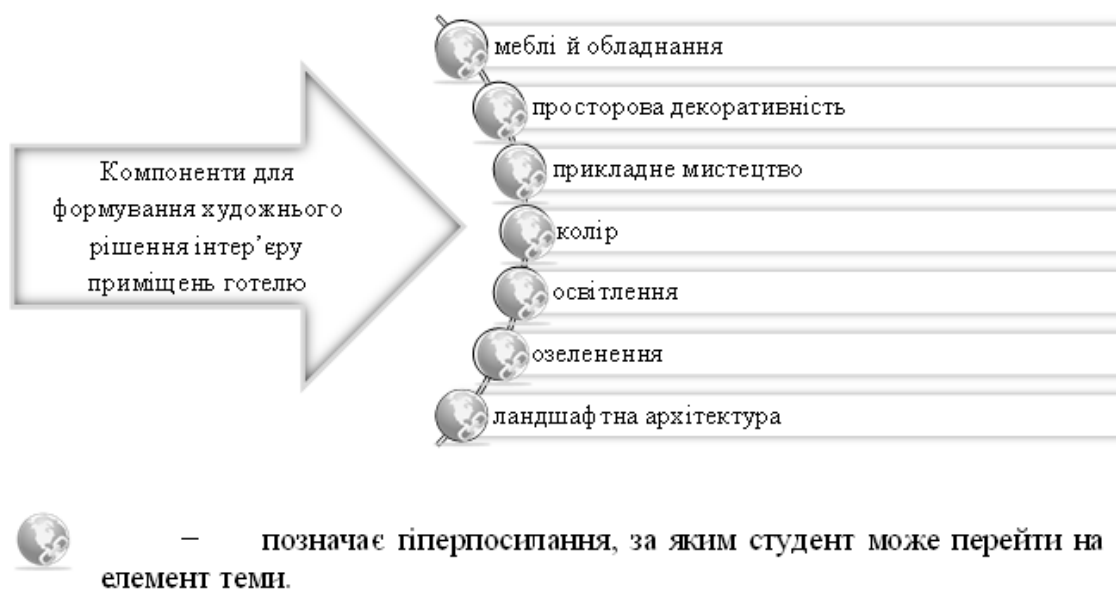 Компоненти для
формування художнього
рішення інтер’єру
приміщень готелю
меблі й обладнання
просторова декоративність
прикладне мистецтво
колір
освітлення
озеленення
ландшафтна архітектура
– позначає гіперпосилання, за яким студент може перейти на
елемент теми.